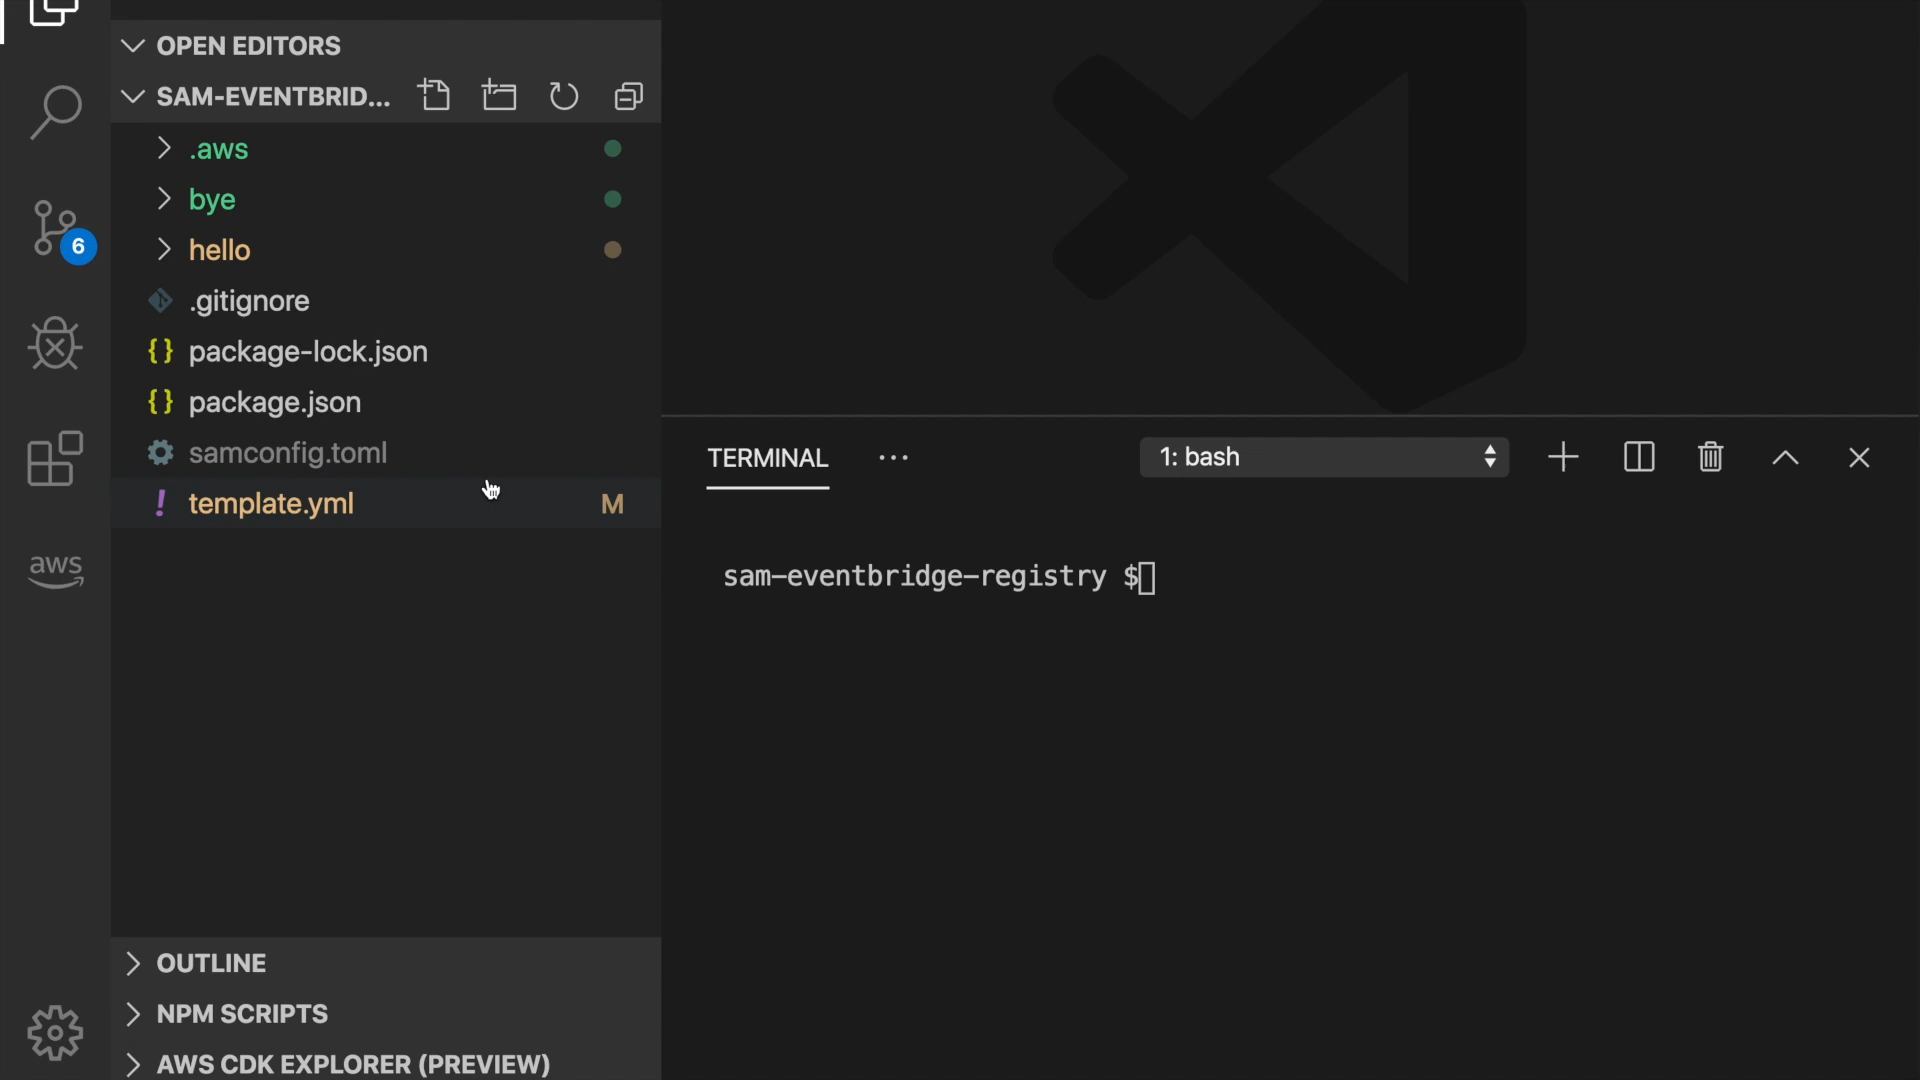 OPEN EDITORS
SAM-EVENTBRID...
.aws
bye
hello
.gitignore
{} package-lock.json
{} package.json
samconfig.toml
! template.yml M
6
aws
OUTLINE
NPM SCRIPTS
AWS CDK EXPLORER (PREVIEW)
TERMINAL ... 1: bash
sam-eventbridge-registry $